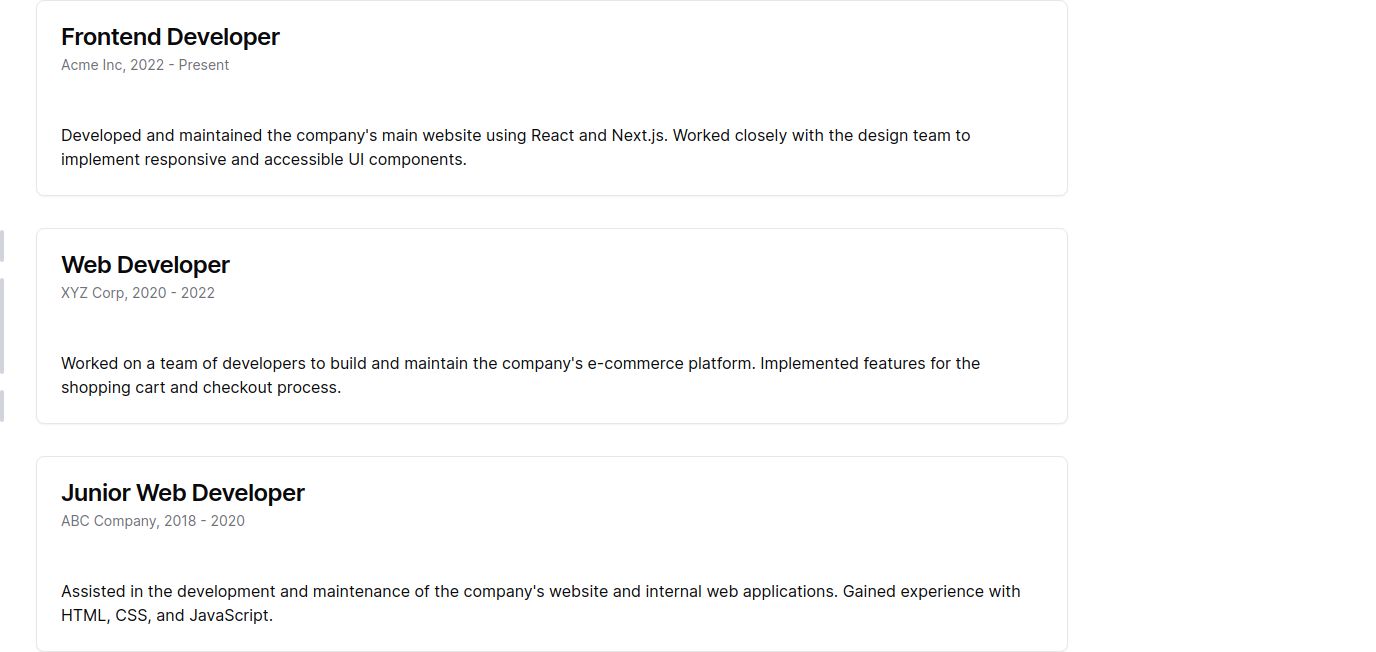 Frontend Developer
Acme Inc, 2022 - Present
Developed and maintained the company's main website using React and Next.js. Worked closely with the design team to
implement responsive and accessible UI components.
Web Developer
XYZ Corp, 2020 - 2022
Worked on a team of developers to build and maintain the company's e-commerce platform. Implemented features for the
shopping cart and checkout process.
Junior Web Developer
ABC Company, 2018 - 2020
Assisted in the development and maintenance of the company's website and internal web applications. Gained experience with
HTML, CSS, and JavaScript.